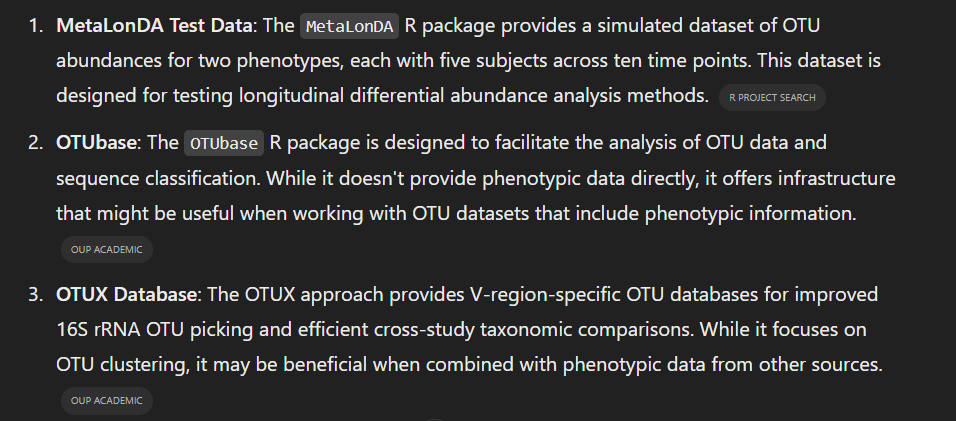 1. MetaLonDA Test Data: The MetaLonDA R package provides a simulated dataset of OTU
abundances for two phenotypes, each with five subjects across ten time points. This dataset is
designed for testing longitudinal differential abundance analysis methods. R PROJECT SEARCH
2. OTUbase: The OTUbase R package is designed to facilitate the analysis of OTU data and
sequence classification. While it doesn't provide phenotypic data directly, it offers infrastructure
that might be useful when working with OTU datasets that include phenotypic information.
OUP ACADEMIC
3. OTUX Database: The OTUX approach provides V-region-specific OTU databases for improved
16S rRNA OTU picking and efficient cross-study taxonomic comparisons. While it focuses on
OTU clustering, it may be beneficial when combined with phenotypic data from other sources.
OUP ACADEMIC